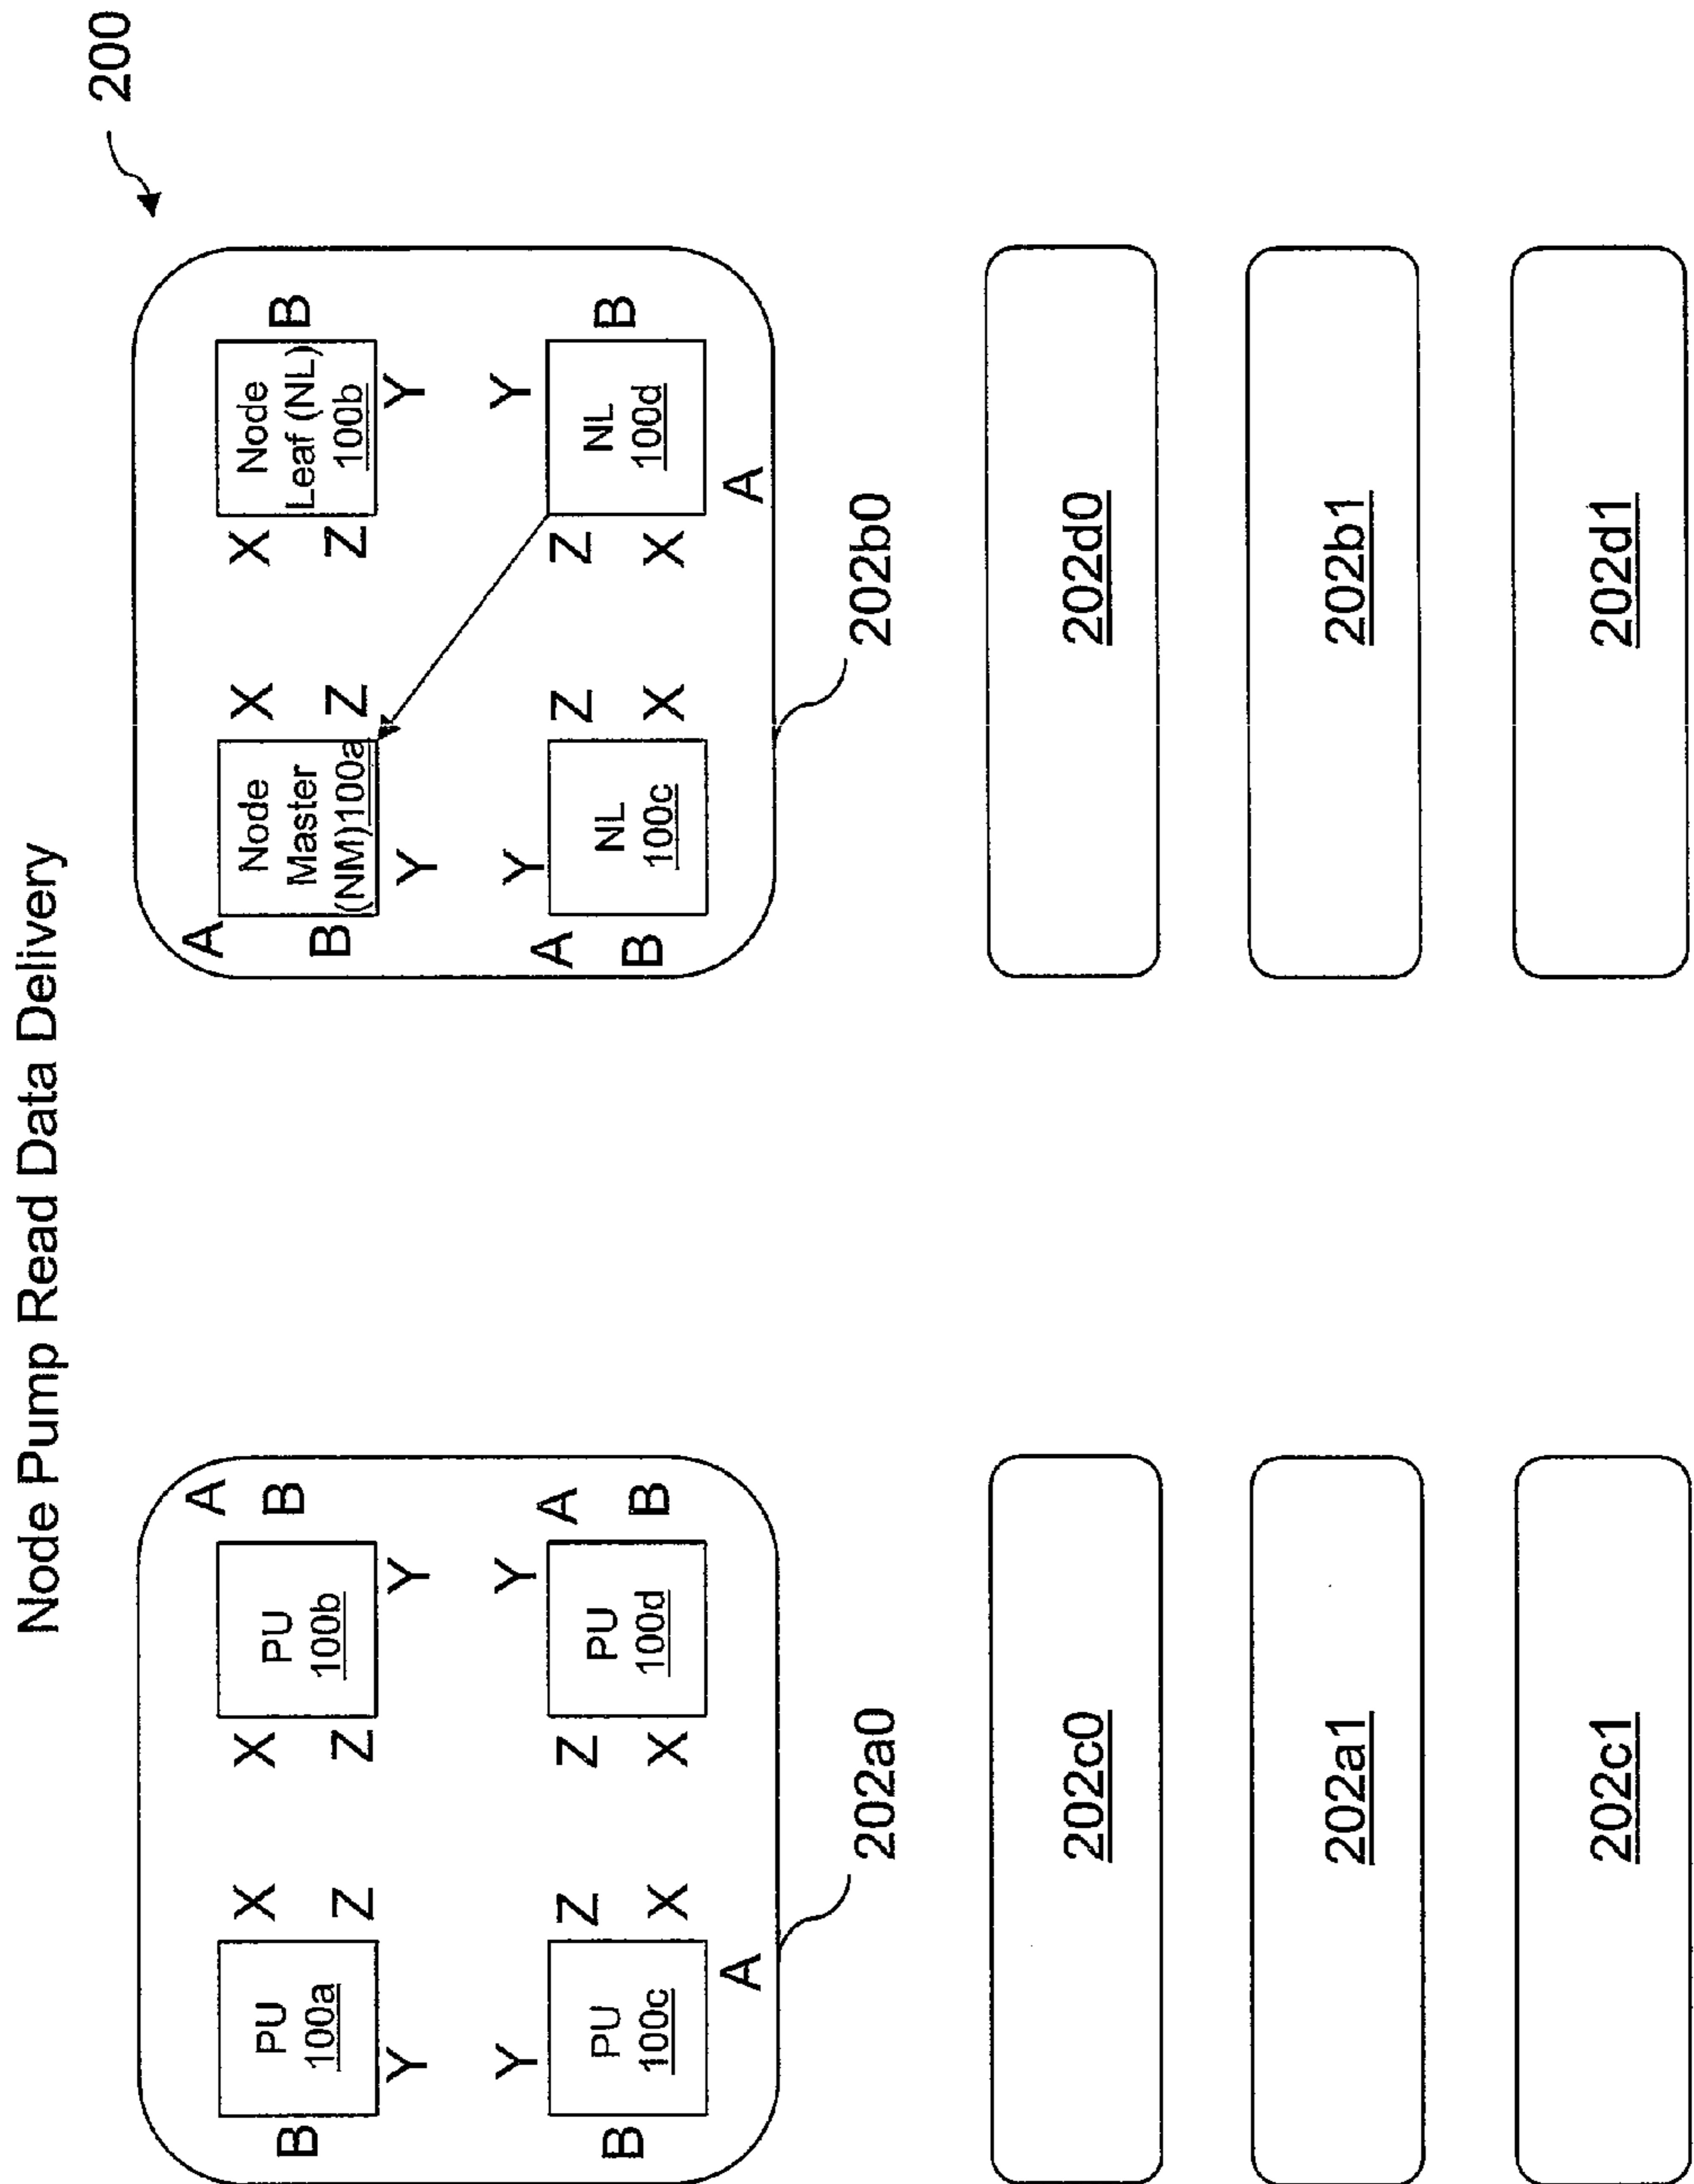 Node Pump Read Data Delivery
200
B
PU
100a
X
Z
Y
X
Z
PU
100b
A
B
Y
Y
B
PU
100c
Z
X
A
Y
Z
X
PU
100d
A
B
202a0
A
B
Node
Master
(NM)100a
X
Z
Y
X
Z
Node
Leaf (NL)
100b
B
Y
Y
A
B
NL
100c
Z
X
Y
Z
X
NL
100d
B
A
202b0
202c0
202d0
202a1
202b1
202c1
202d1